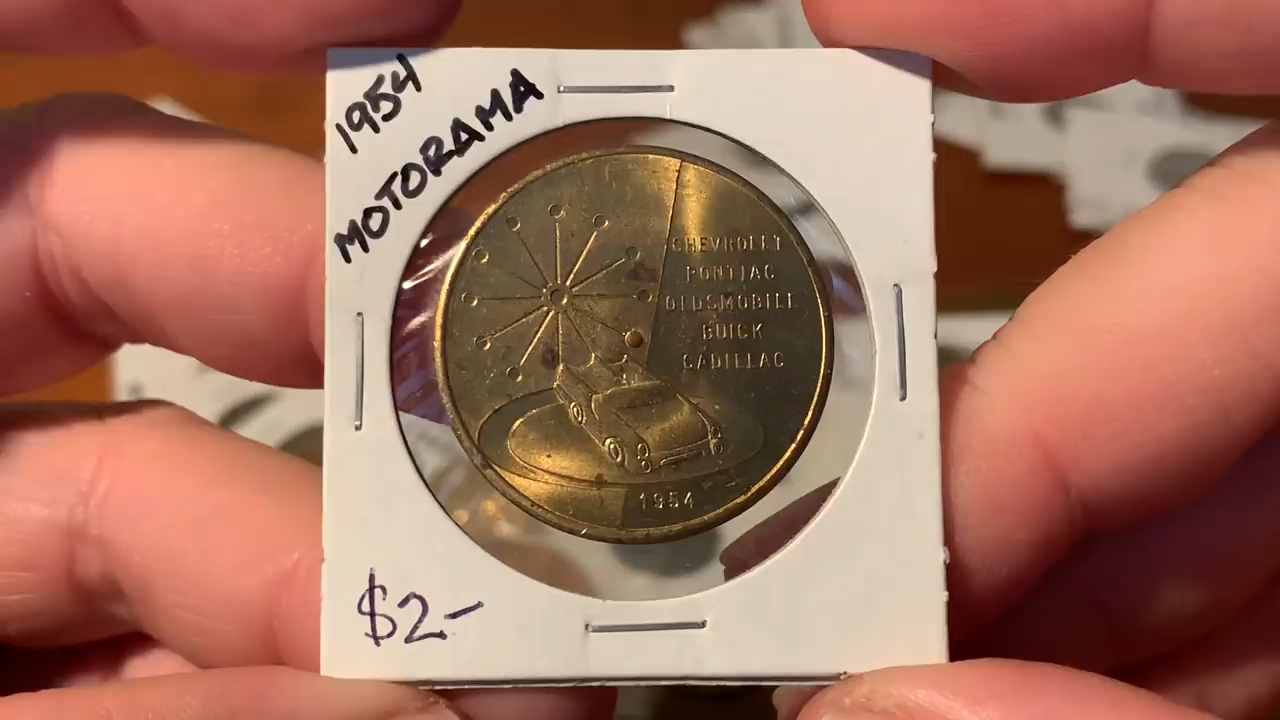 1954
MOTORAMA
CHEVROLET
PONTIAC
OLDSMOBILE
BUICK
CADILLAC
1954
$2-